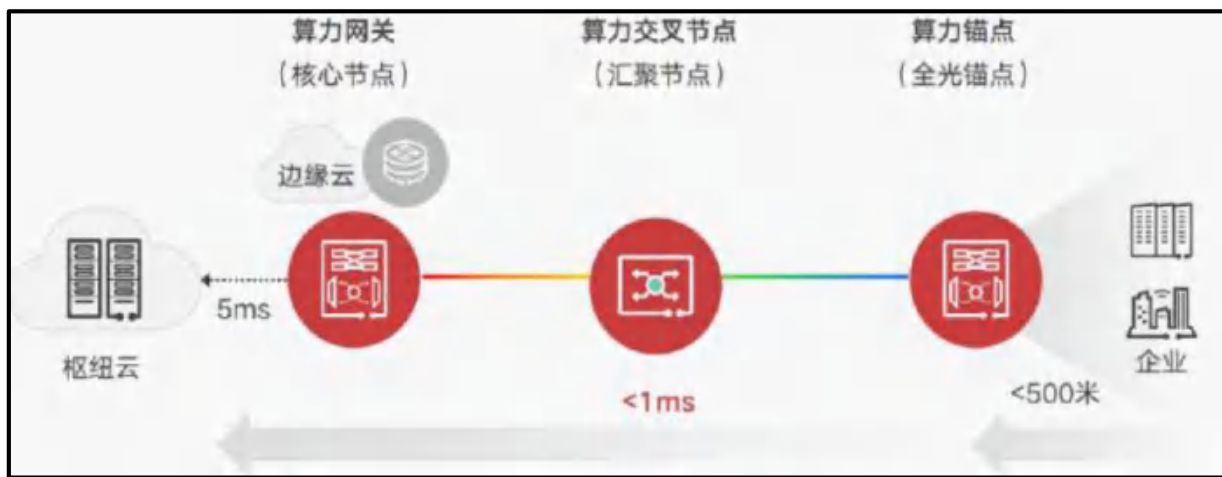 算力网关
(核心节点)
算力交叉节点
(汇聚节点)
算力锚点
(全光锚点)
边缘云
5ms
枢纽云
<1ms
<500米
企业